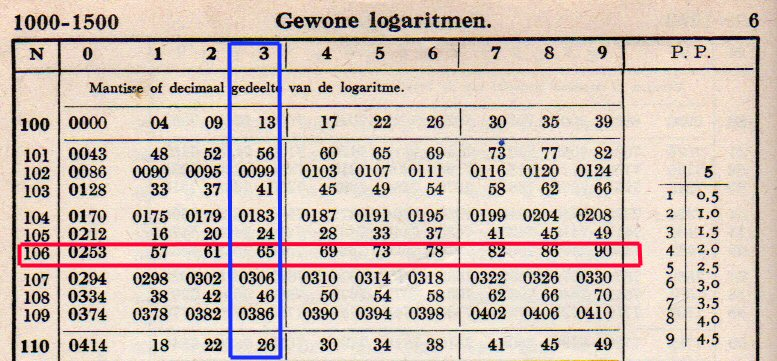 1000-1500 Gewone logaritmen. 6
N 0 1 2 3 4 5 6 7 8 9 P. P.
Mantisse of decimaal gedeelte van de logaritme.
100 0000 04 09 13 17 22 26 30 35 39
101 0043 48 52 56 60 65 69 73 77 82
102 0086 0090 0095 0099 0103 0107 0111 0116 0120 0124
103 0128 33 37 41 45 49 54 58 62 66
104 0170 0175 0179 0183 0187 0191 0195 0199 0204 0208
105 0212 16 20 24 28 33 37 41 45 49
106 0253 57 61 65 69 73 78 82 86 90
107 0294 0298 0302 0306 0310 0314 0318 0322 0326 0330
108 0334 38 42 46 50 54 58 62 66 70
109 0374 0378 0382 0386 0390 0394 0398 0402 0406 0410
110 0414 18 22 26 30 34 38 41 45 49
5
1 0,5
2 1,0
3 1,5
4 2,0
5 2,5
6 3,0
7 3,5
8 4,0
9 4,5